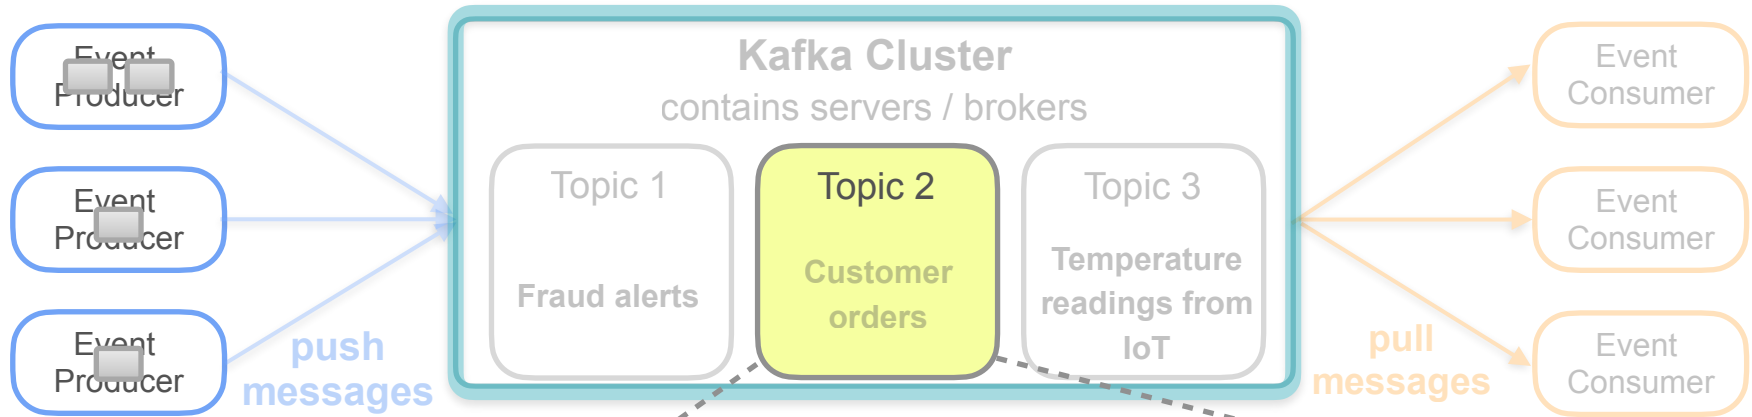 Event
Producer
Event
Producer
Event
Producer
push
messages
Kafka Cluster
contains servers / brokers
Topic 1
Fraud alerts
Topic 2
Customer
orders
Topic 3
Temperature
readings from
IoT
pull
messages
Event
Consumer
Event
Consumer
Event
Consumer